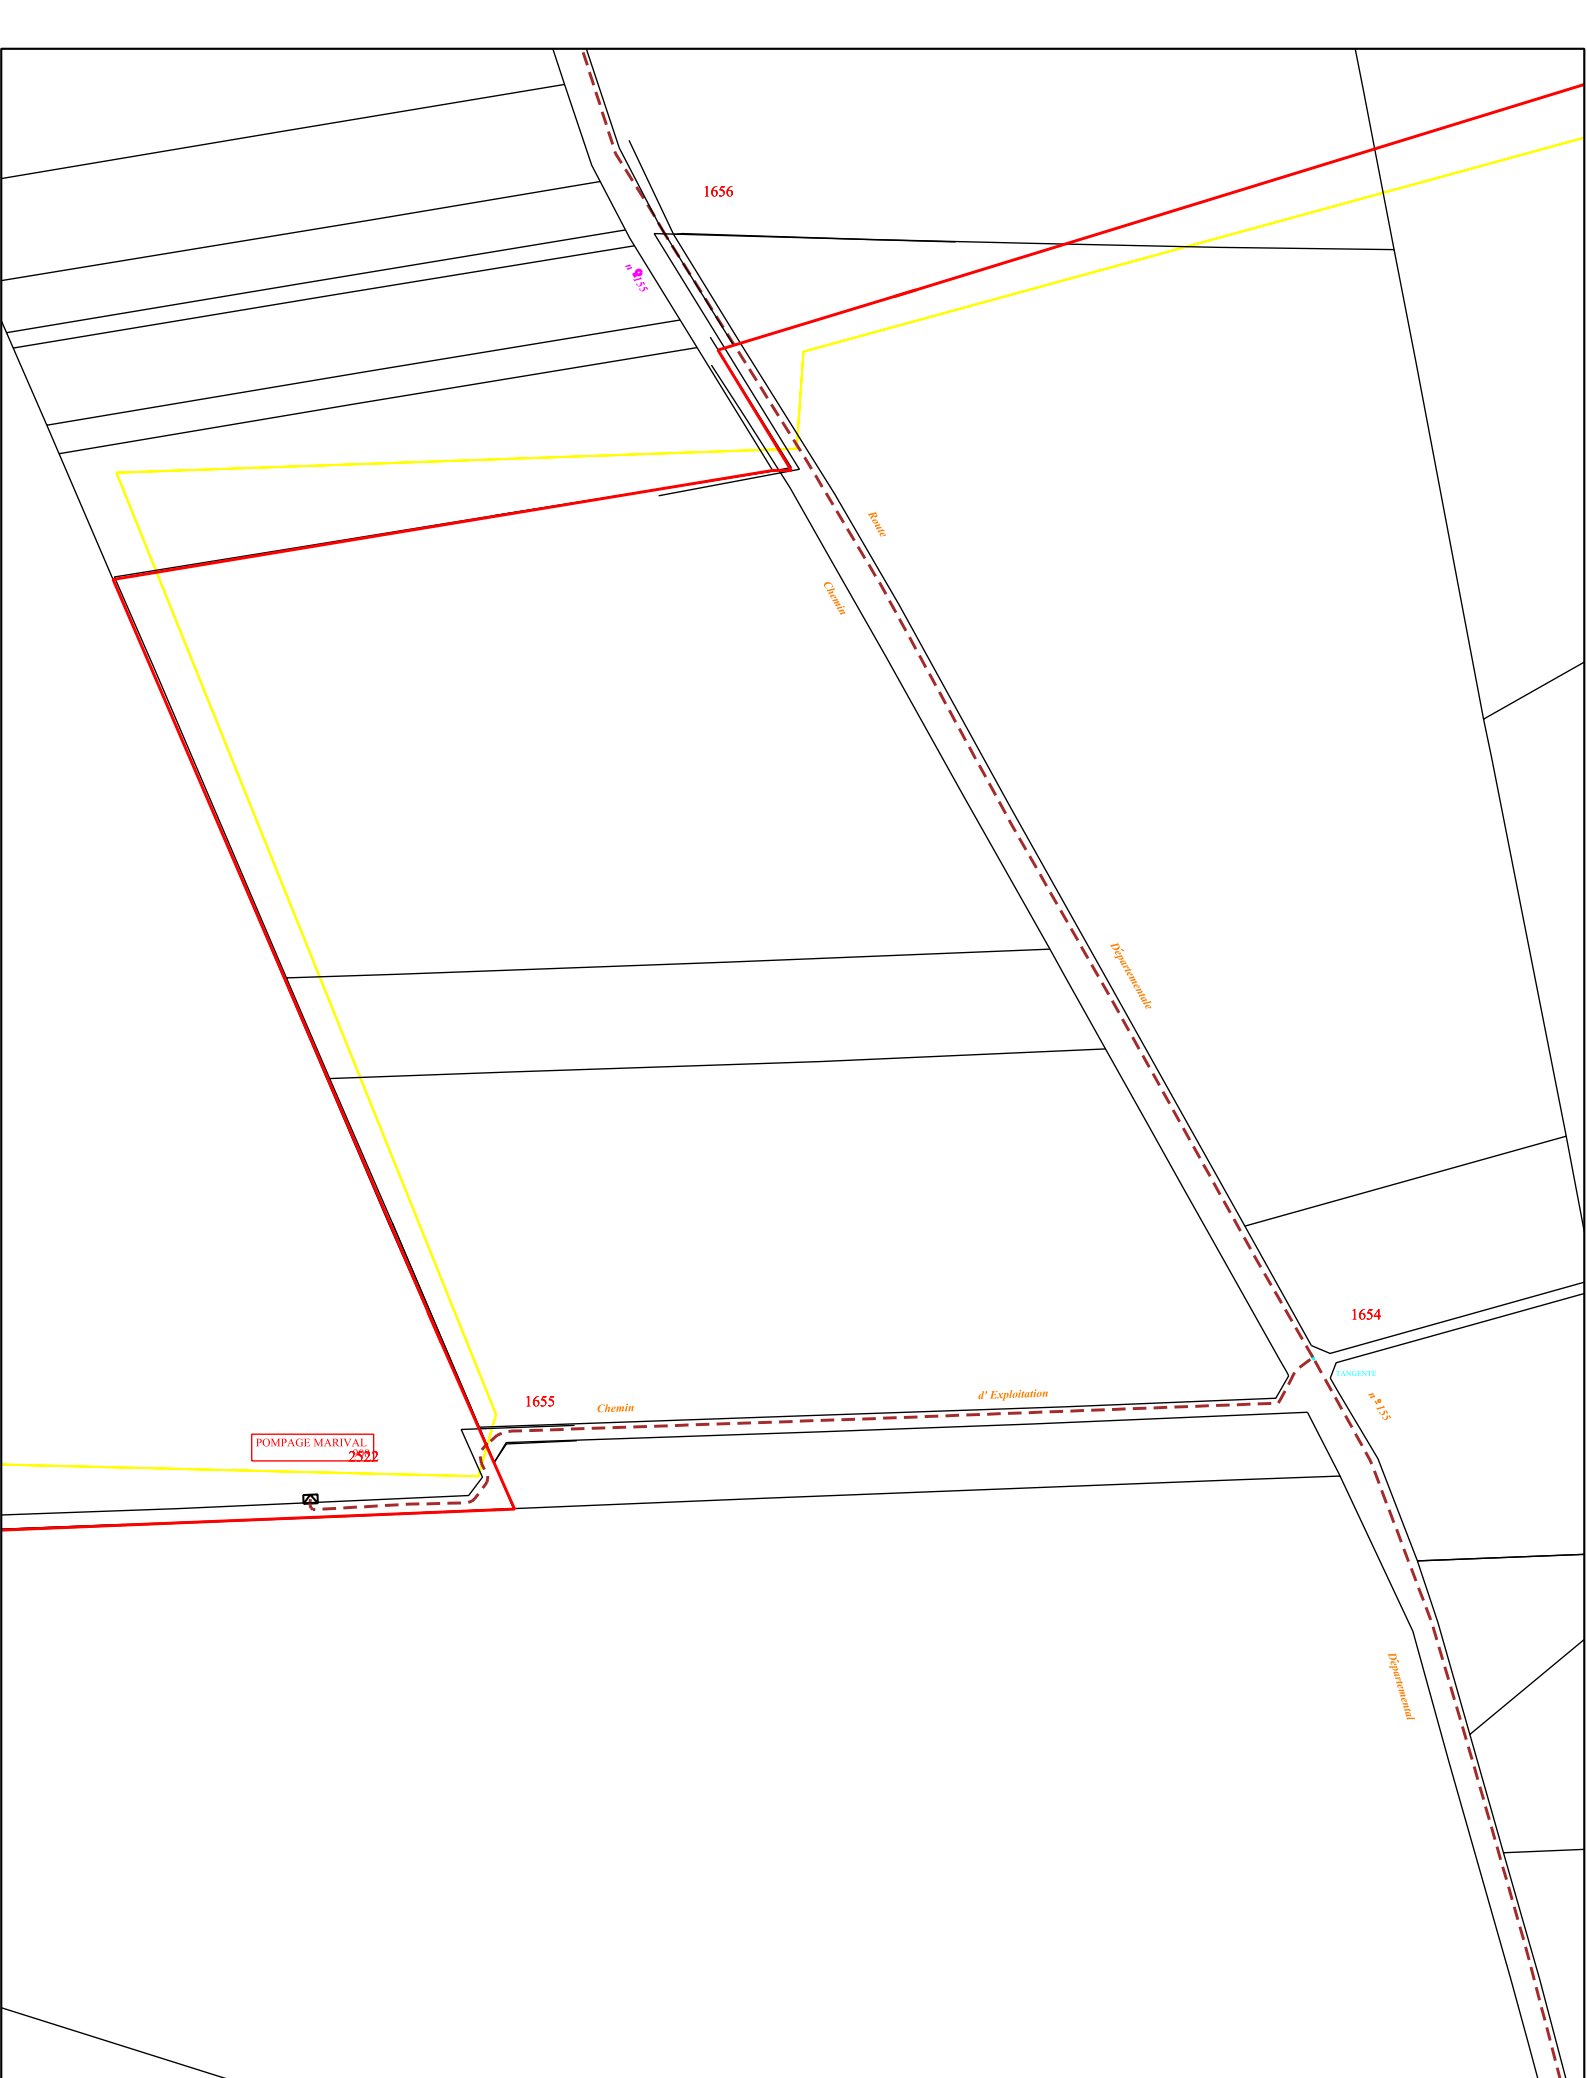 1656
n° 155
Route
Chemin
Départementale
1654
TANGENTE
n° 155
1655
Chemin
d' Exploitation
POMPAGE MARIVAL
2522
Départemental